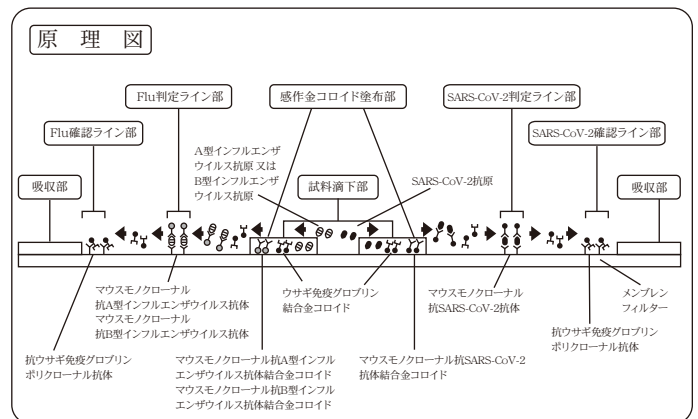 原理図
Flu判定ライン部
感作金コロイド塗布部
SARS-CoV-2判定ライン部
Flu確認ライン部
SARS-CoV-2確認ライン部
A型インフルエンザ
ウイルス抗原 又は
B型インフルエンザ
ウイルス抗原
吸収部
試料滴下部
SARS-CoV-2抗原
吸収部
マウスモノクローナル
抗A型インフルエンザウイルス抗体
マウスモノクローナル
抗B型インフルエンザウイルス抗体
ウサギ免疫グロブリン
結合金コロイド
マウスモノクローナル
抗SARS-CoV-2抗体
メンブレン
フィルター
抗ウサギ免疫グロブリン
ポリクローナル抗体
マウスモノクローナル抗A型インフル
エンザウイルス抗体結合金コロイド
マウスモノクローナル抗B型インフル
エンザウイルス抗体結合金コロイド
マウスモノクローナル抗SARS-CoV-2
抗体結合金コロイド
抗ウサギ免疫グロブリン
ポリクローナル抗体